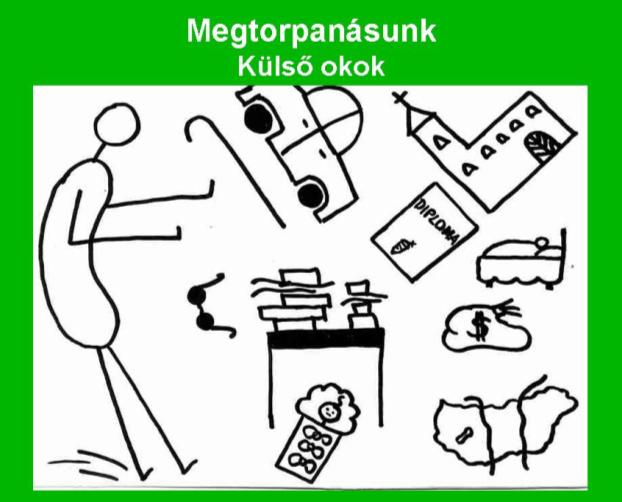 Megtorpanásunk
Külső okok
DIPLOMA
$